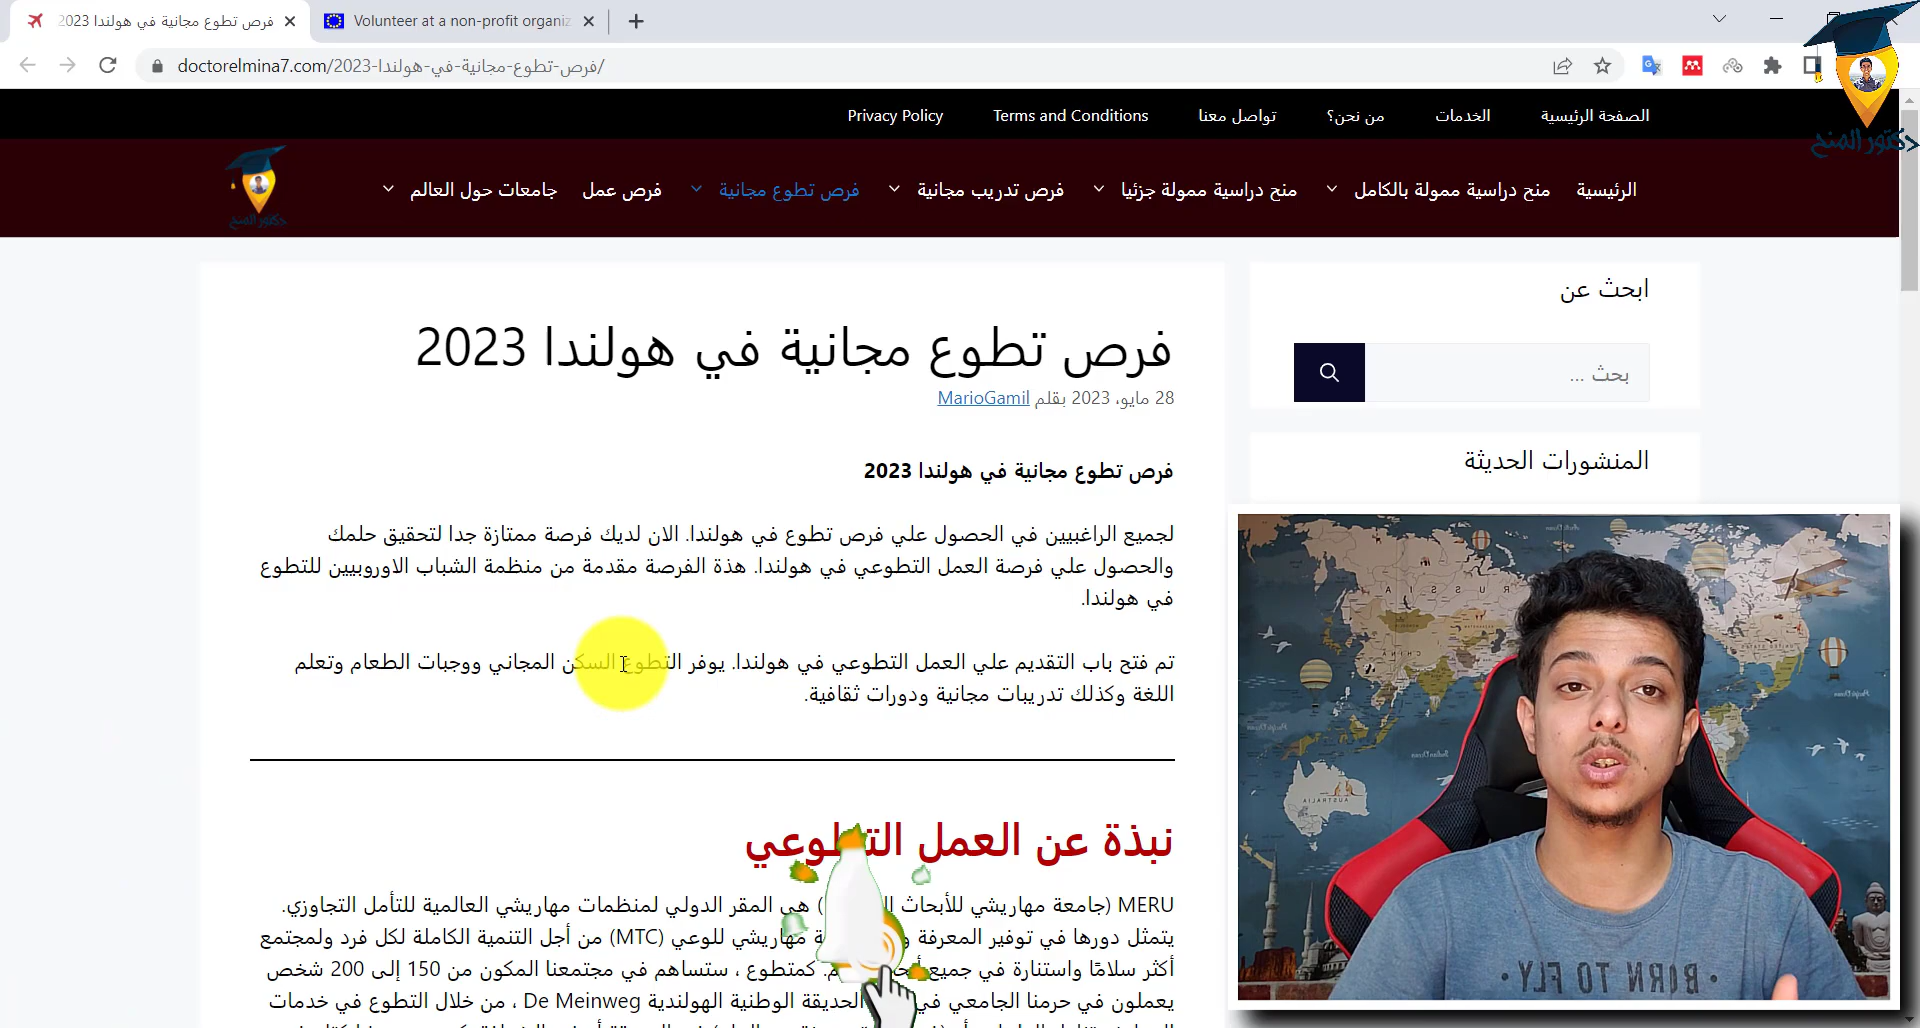 فرص تطوع مجانية في هولندا 2023
Volunteer at a non-profit organiz
doctorelmina7.com/2023-فرص-تطوع-مجانية-في-هولندا/
الصفحة الرئيسية
الخدمات
من نحن؟
تواصل معنا
Terms and Conditions
Privacy Policy
دكتور المنح
الرئيسية
منح دراسية ممولة بالكامل
منح دراسية ممولة جزئيا
فرص تدريب مجانية
فرص تطوع مجانية
فرص عمل
جامعات حول العالم
دكتور المنح
ابحث عن
بحث ...
المنشورات الحديثة
فرص تطوع مجانية في هولندا 2023
28 مايو، 2023 بقلم MarioGamil
فرص تطوع مجانية في هولندا 2023
لجميع الراغبيين في الحصول علي فرص تطوع في هولندا. الان لديك فرصة ممتازة جدا لتحقيق حلمك
والحصول علي فرصة العمل التطوعي في هولندا. هذة الفرصة مقدمة من منظمة الشباب الاوروبيين للتطوع
في هولندا.
تم فتح باب التقديم علي العمل التطوعي في هولندا. يوفر التطوع السكن المجاني ووجبات الطعام وتعلم
اللغة وكذلك تدريبات مجانية ودورات ثقافية.
نبذة عن العمل التطوعي
MERU (جامعة مهاريشي للأبحاث ) هي المقر الدولي لمنظمات مهاريشي العالمية للتأمل التجاوزي.
يتمثل دورها في توفير المعرفة مهاريشي للوعي (MTC) من أجل التنمية الكاملة لكل فرد ولمجتمع
أكثر سلامًا واستنارة في جميع كمتطوع ، ستساهم في مجتمعنا المكون من 150 إلى 200 شخص
يعملون في حرمنا الجامعي في الحديقة الوطنية الهولندية De Meinweg ، من خلال التطوع في خدمات
BORN TO FLY